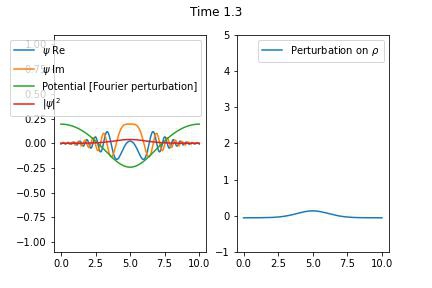 Time 1.3
1.00
0.75
0.50
0.25
0.00
−0.25
−0.50
−0.75
−1.00
0.0 2.5 5.0 7.5 10.0
ψ Re
ψ Im
Potential [Fourier perturbation]
|ψ|²
5
4
3
2
1
0
−1
0.0 2.5 5.0 7.5 10.0
Perturbation on ρ